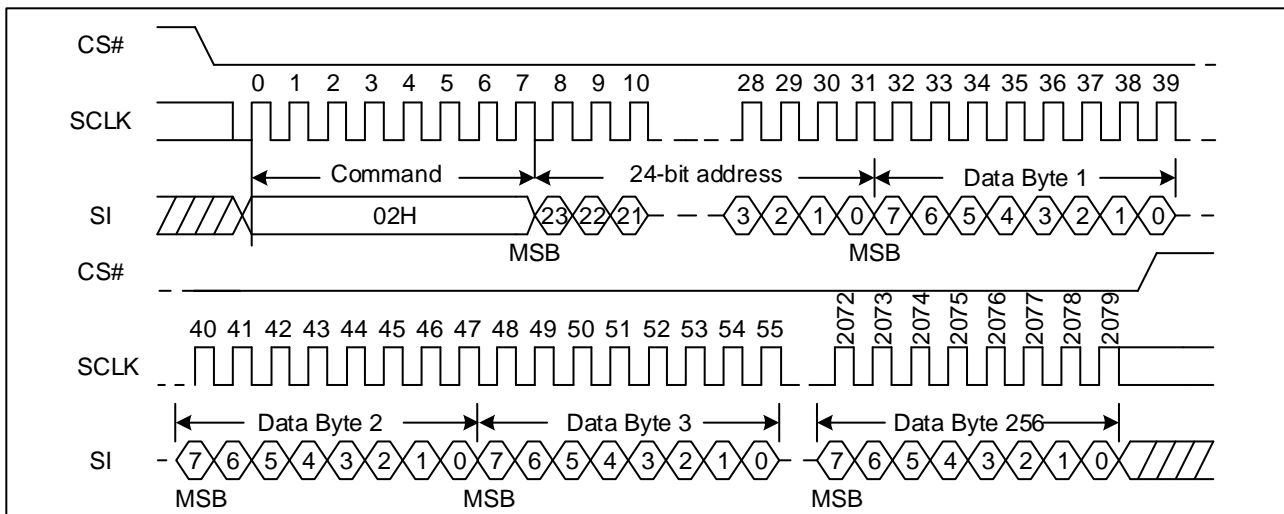 CS#
0 1 2 3 4 5 6 7 8 9 10 28 29 30 31 32 33 34 35 36 37 38 39
SCLK
Command 24-bit address Data Byte 1
SI 02H 23 22 21 3 2 1 0 7 6 5 4 3 2 1 0
MSB MSB
CS#
40 41 42 43 44 45 46 47 48 49 50 51 52 53 54 55 2072 2073 2074 2075 2076 2077 2078 2079
SCLK
Data Byte 2 Data Byte 3 Data Byte 256
SI 7 6 5 4 3 2 1 0 7 6 5 4 3 2 1 0 7 6 5 4 3 2 1 0
MSB MSB MSB